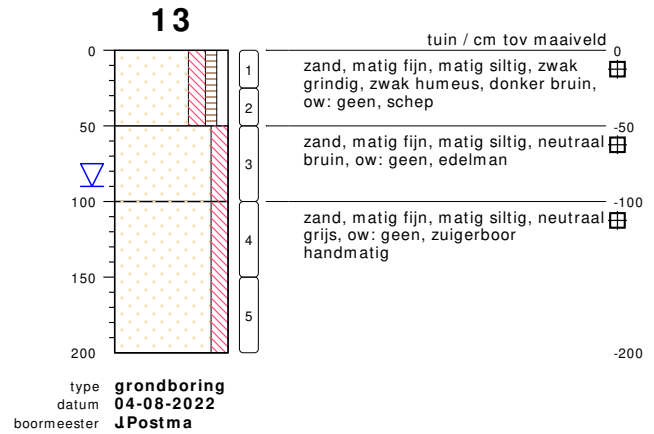 13
tuin / cm tov maaiveld
0
0
1
zand, matig fijn, matig siltig, zwak
grindig, zwak humeus, donker bruin,
ow: geen, schep
2
50
-50
zand, matig fijn, matig siltig, neutraal
bruin, ow: geen, edelman
3
100
-100
zand, matig fijn, matig siltig, neutraal
grijs, ow: geen, zuigerboor
handmatig
4
150
5
200
-200
type grondboring
datum 04-08-2022
boormeester J.Postma